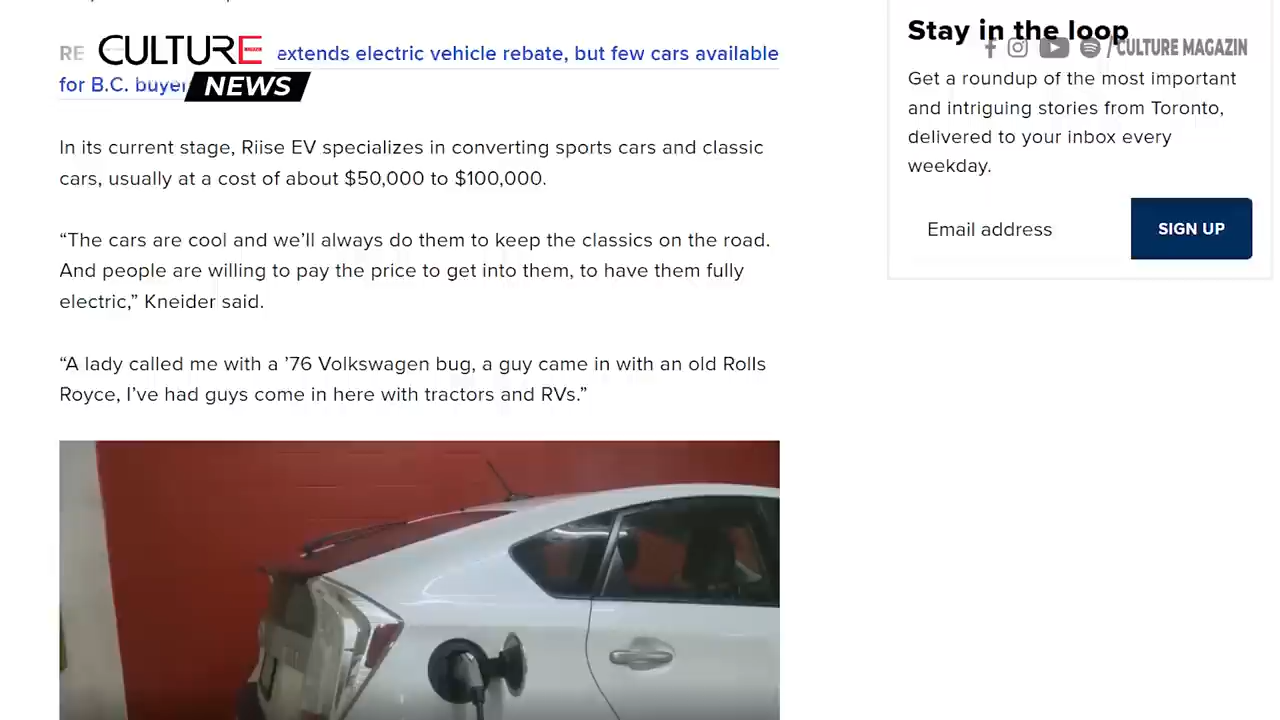 RE
CULTURE
NEWS
extends electric vehicle rebate, but few cars available
for B.C. buyer
In its current stage, Riise EV specializes in converting sports cars and classic
cars, usually at a cost of about $50,000 to $100,000.
“The cars are cool and we’ll always do them to keep the classics on the road.
And people are willing to pay the price to get into them, to have them fully
electric,” Kneider said.
“A lady called me with a ’76 Volkswagen bug, a guy came in with an old Rolls
Royce, I’ve had guys come in here with tractors and RVs.”
Stay in the loop
/CULTURE MAGAZIN
Get a roundup of the most important
and intriguing stories from Toronto,
delivered to your inbox every
weekday.
Email address
SIGN UP